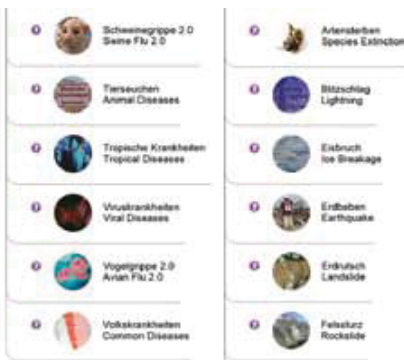 Schweinegrippe 2.0
Swine Flu 2.0
Tierseuchen
Animal Diseases
Tropische Krankheiten
Tropical Diseases
Viruskrankheiten
Viral Diseases
Vogelgrippe 2.0
Avian Flu 2.0
Volkskrankheiten
Common Diseases
Artensterben
Species Extinction
Blitzschlag
Lightning
Eisbruch
Ice Breakage
Erdbeben
Earthquake
Erdrutsch
Landslide
Felssturz
Rockslide